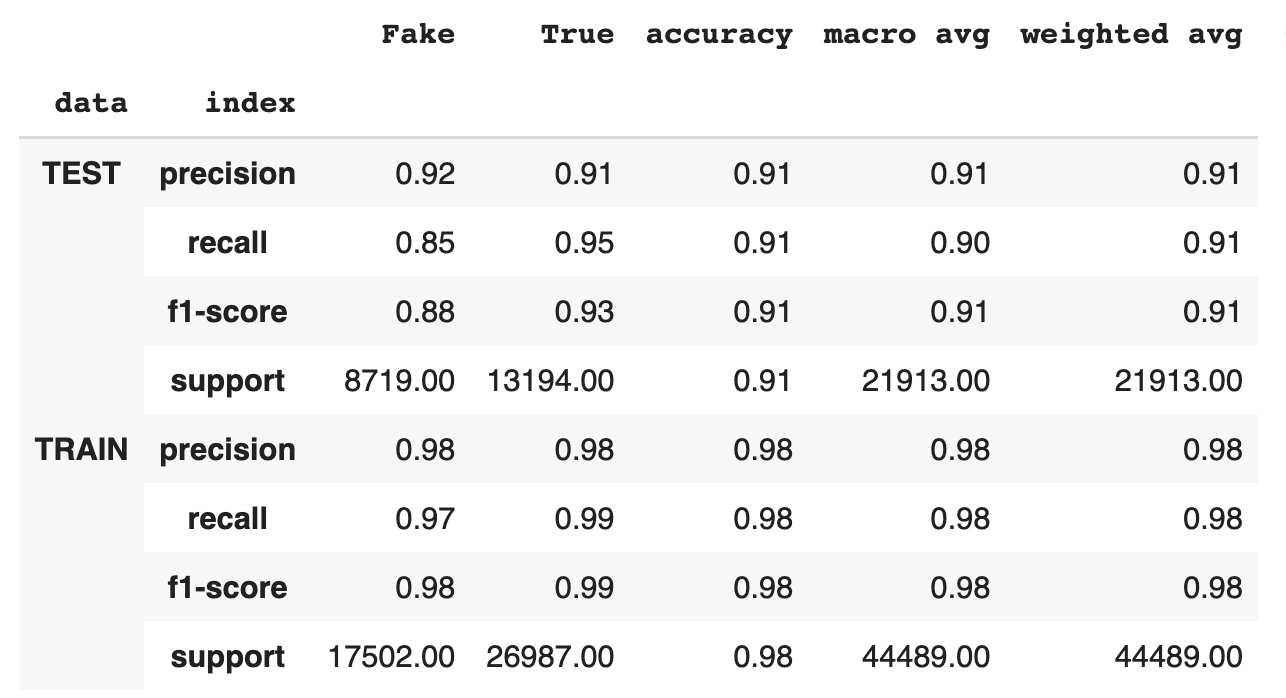 Fake True accuracy macro avg weighted avg
data index
TEST precision 0.92 0.91 0.91 0.91 0.91
recall 0.85 0.95 0.91 0.90 0.91
f1-score 0.88 0.93 0.91 0.91 0.91
support 8719.00 13194.00 0.91 21913.00 21913.00
TRAIN precision 0.98 0.98 0.98 0.98 0.98
recall 0.97 0.99 0.98 0.98 0.98
f1-score 0.98 0.99 0.98 0.98 0.98
support 17502.00 26987.00 0.98 44489.00 44489.00